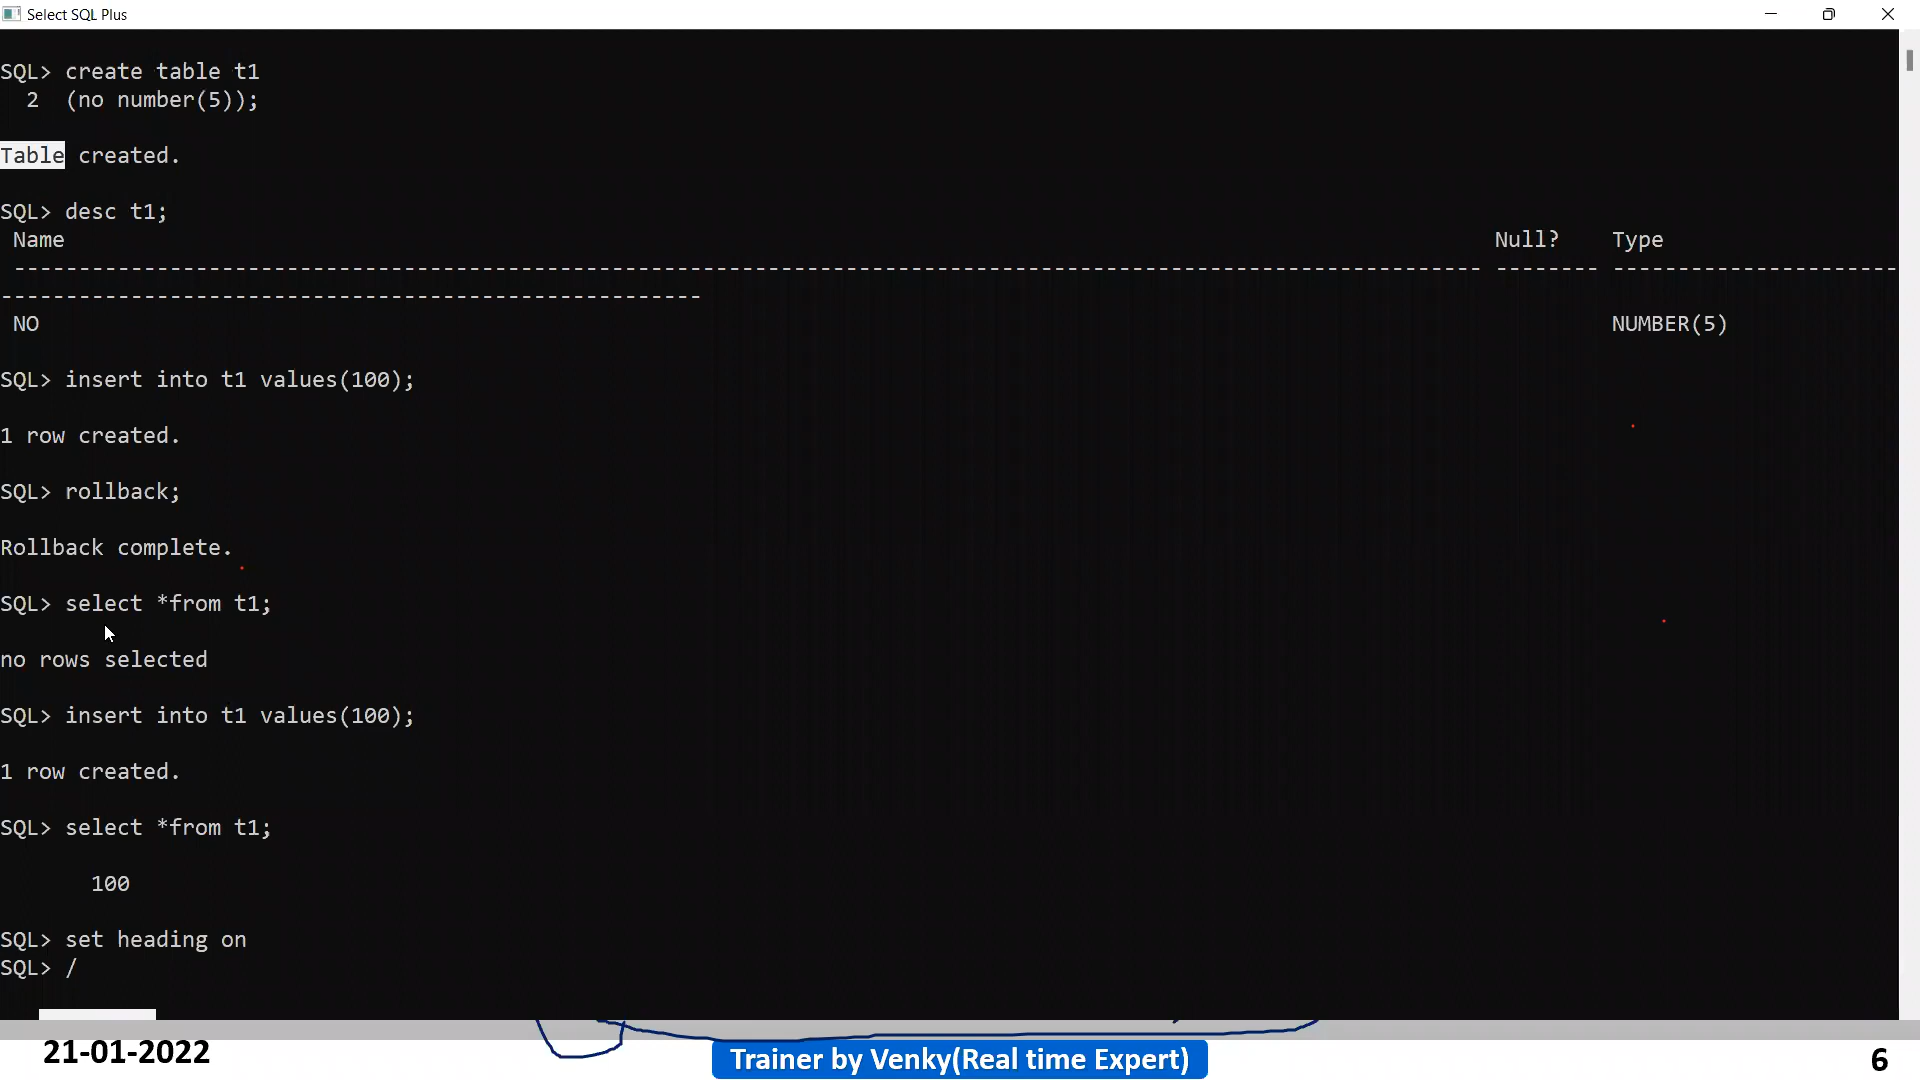 Select SQL Plus
SQL> create table t1
  2  (no number(5));
Table created.
SQL> desc t1;
 Name                                                                                                              Null?    Type
 ----------------------------------------------------------------------------------------------------------------- -------- ----------------------
------------------------------------------------------
 NO                                                                                                                         NUMBER(5)
SQL> insert into t1 values(100);
1 row created.
SQL> rollback;
Rollback complete.
SQL> select *from t1;
no rows selected
SQL> insert into t1 values(100);
1 row created.
SQL> select *from t1;
       100
SQL> set heading on
SQL> /
21-01-2022
Trainer by Venky(Real time Expert)
6